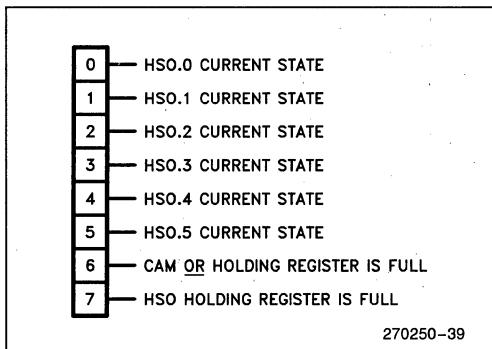 0 HSO.0 CURRENT STATE
1 HSO.1 CURRENT STATE
2 HSO.2 CURRENT STATE
3 HSO.3 CURRENT STATE
4 HSO.4 CURRENT STATE
5 HSO.5 CURRENT STATE
6 CAM OR HOLDING REGISTER IS FULL
7 HSO HOLDING REGISTER IS FULL
270250-39